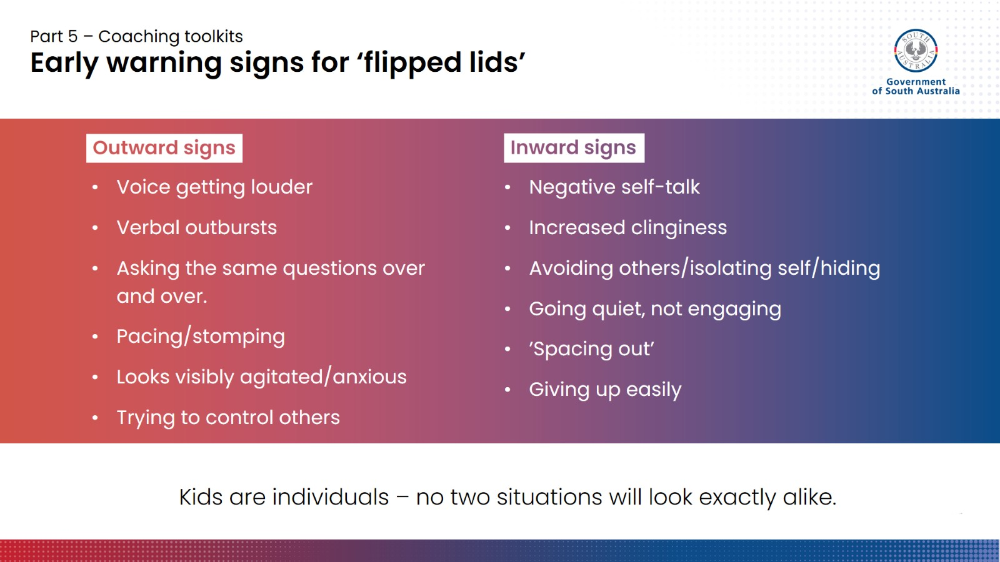 Part 5 – Coaching toolkits
Early warning signs for ‘flipped lids’
SOUTH
AUSTRALIA
Government
of South Australia
Outward signs
• Voice getting louder
• Verbal outbursts
• Asking the same questions over
and over.
• Pacing/stomping
• Looks visibly agitated/anxious
• Trying to control others
Inward signs
• Negative self-talk
• Increased clinginess
• Avoiding others/isolating self/hiding
• Going quiet, not engaging
• ’Spacing out’
• Giving up easily
Kids are individuals – no two situations will look exactly alike.